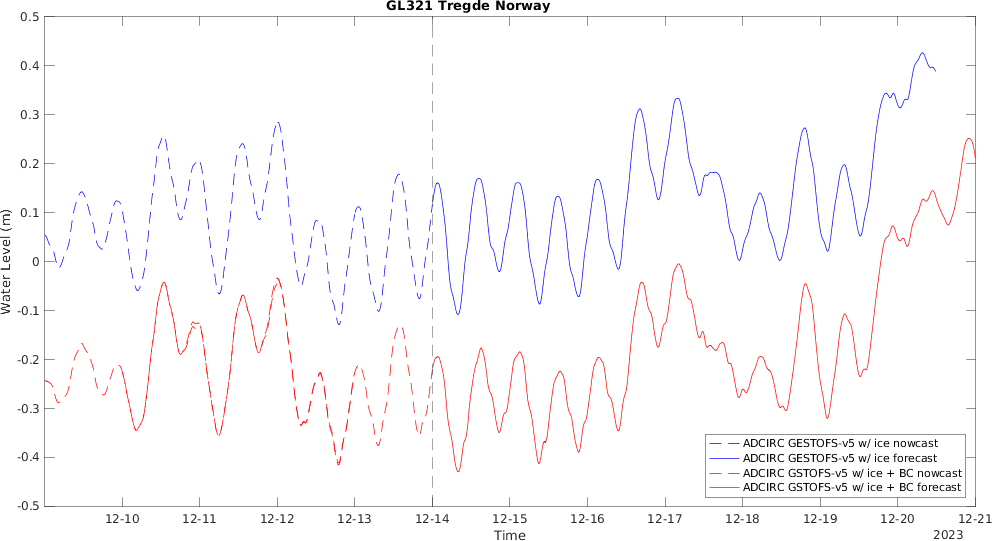 GL321 Tregde Norway
0.5
0.4
0.3
0.2
0.1
0
-0.1
-0.2
-0.3
-0.4
-0.5
Water Level (m)
ADCIRC GESTOFS-v5 w/ ice nowcast
ADCIRC GESTOFS-v5 w/ ice forecast
ADCIRC GSTOFS-v5 w/ ice + BC nowcast
ADCIRC GSTOFS-v5 w/ ice + BC forecast
12-10 12-11 12-12 12-13 12-14 12-15 12-16 12-17 12-18 12-19 12-20 12-21
Time
2023